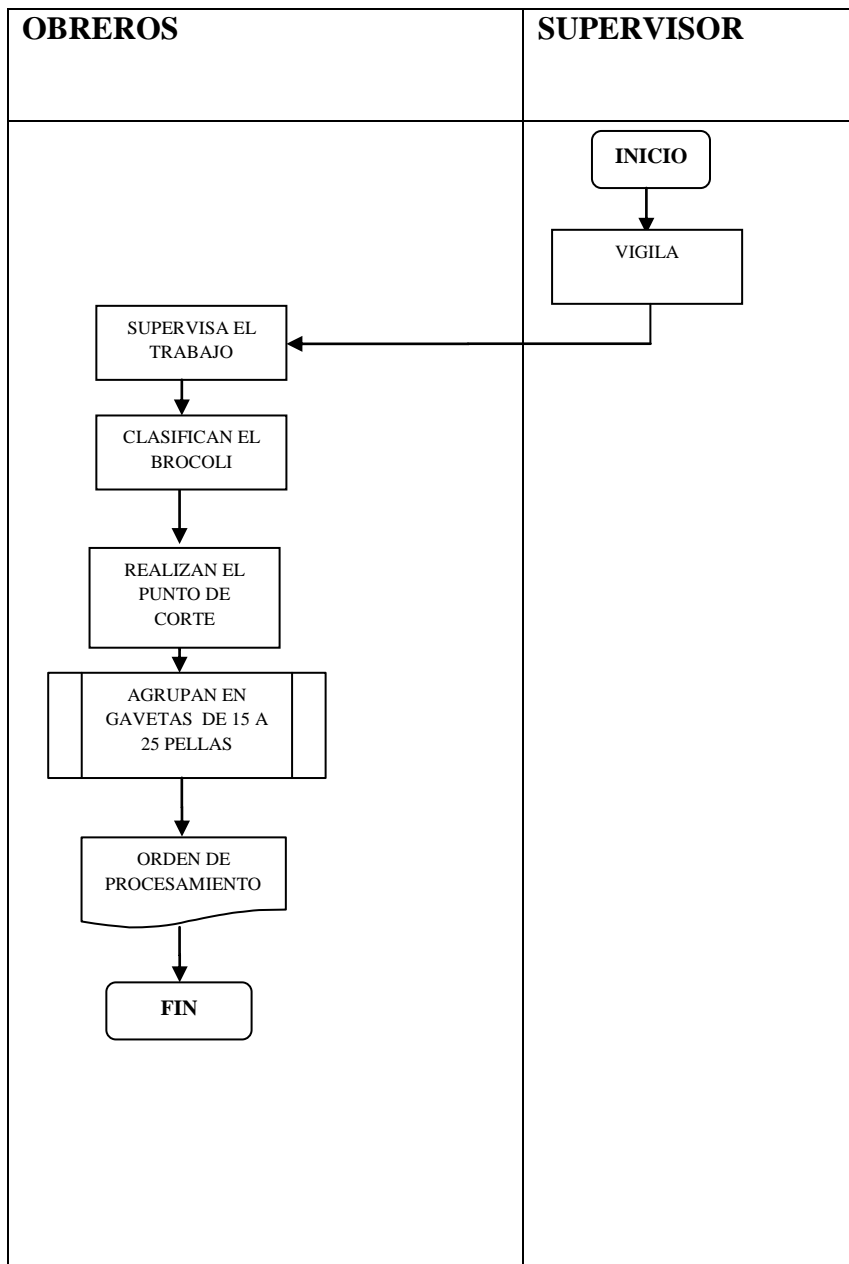 OBREROS
SUPERVISOR
INICIO
VIGILA
SUPERVISA EL
TRABAJO
CLASIFICAN EL
BROCOLI
REALIZAN EL
PUNTO DE
CORTE
AGRUPAN EN
GAVETAS DE 15 A
25 PELLAS
ORDEN DE
PROCESAMIENTO
FIN